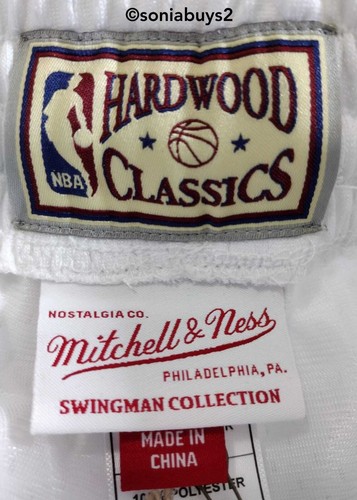 ©soniabuys2
HARDWOOD
NBA
CLASSICS
NOSTALGIA CO.
Mitchell & Ness
PHILADELPHIA, PA.
SWINGMAN COLLECTION
MADE IN
CHINA
POLYESTER